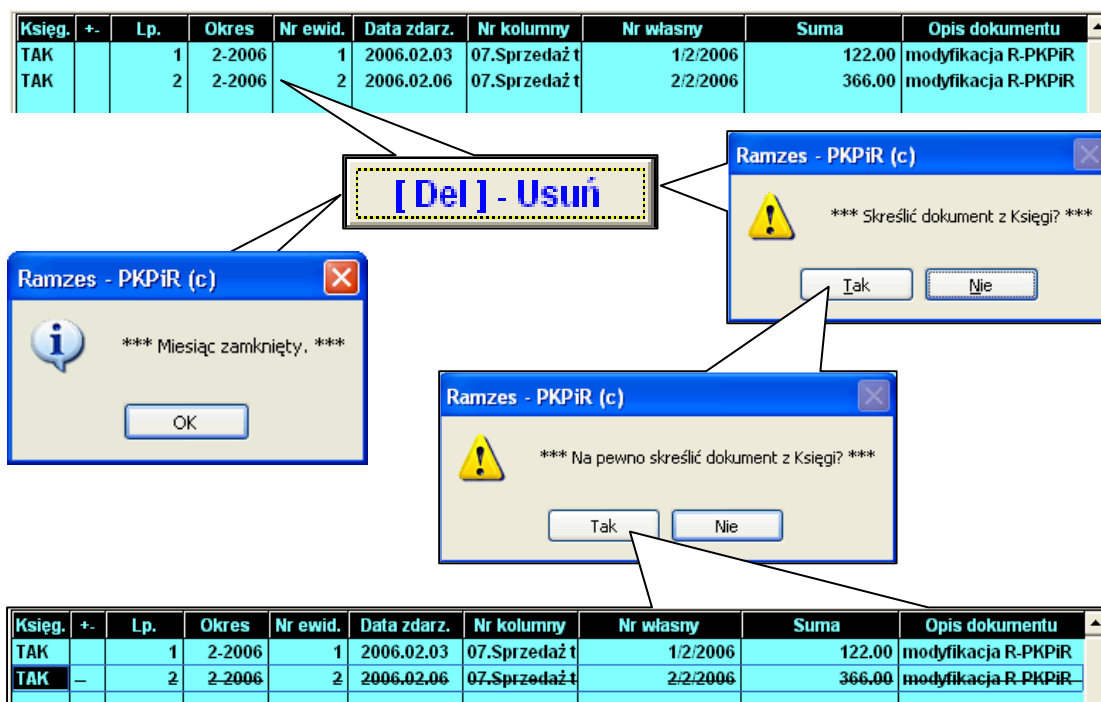 Księg. +- Lp. Okres Nr ewid. Data zdarz. Nr kolumny Nr własny Suma Opis dokumentu
TAK 1 2-2006 1 2006.02.03 07.Sprzedaż t 1/2/2006 122.00 modyfikacja R-PKPiR
TAK 2 2-2006 2 2006.02.06 07.Sprzedaż t 2/2/2006 366.00 modyfikacja R-PKPiR
Ramzes - PKPiR (c)
*** Skreślić dokument z Księgi? ***
Tak Nie
[ Del ] - Usuń
Ramzes - PKPiR (c)
*** Miesiąc zamknięty. ***
OK
Ramzes - PKPiR (c)
*** Na pewno skreślić dokument z Księgi? ***
Tak Nie
Księg. +- Lp. Okres Nr ewid. Data zdarz. Nr kolumny Nr własny Suma Opis dokumentu
TAK 1 2-2006 1 2006.02.03 07.Sprzedaż t 1/2/2006 122.00 modyfikacja R-PKPiR
TAK – 2 2-2006 2 2006.02.06 07.Sprzedaż t 2/2/2006 366.00 modyfikacja R-PKPiR